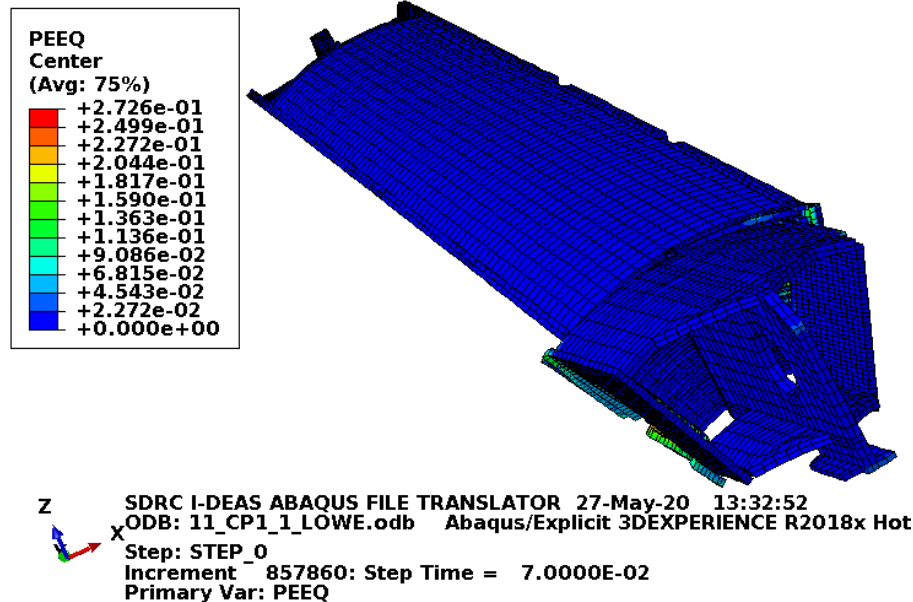 PEEQ
Center
(Avg: 75%)
+2.726e-01
+2.499e-01
+2.272e-01
+2.044e-01
+1.817e-01
+1.590e-01
+1.363e-01
+1.136e-01
+9.086e-02
+6.815e-02
+4.543e-02
+2.272e-02
+0.000e+00
Z
X
SDRC I-DEAS ABAQUS FILE TRANSLATOR 27-May-20 13:32:52
ODB: 11_CP1_1_LOWE.odb Abaqus/Explicit 3DEXPERIENCE R2018x Hot
Step: STEP_0
Increment 857860: Step Time = 7.0000E-02
Primary Var: PEEQ